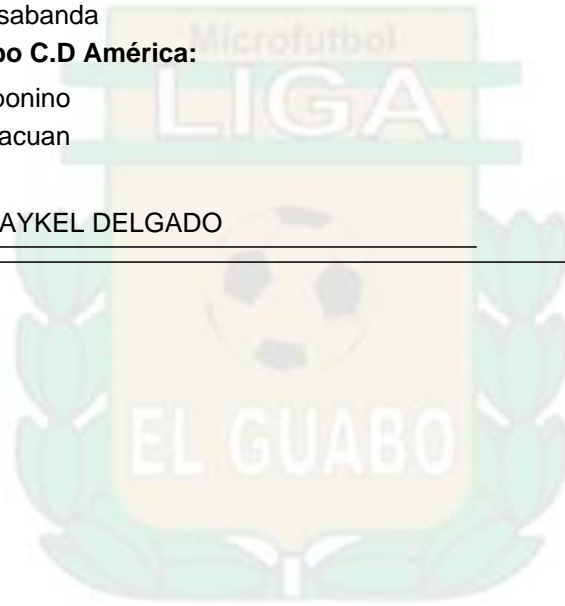 sabanda
Microfutbol
po C.D América:
LIGA
ponino
acuan
AYKEL DELGADO
EL GUABO